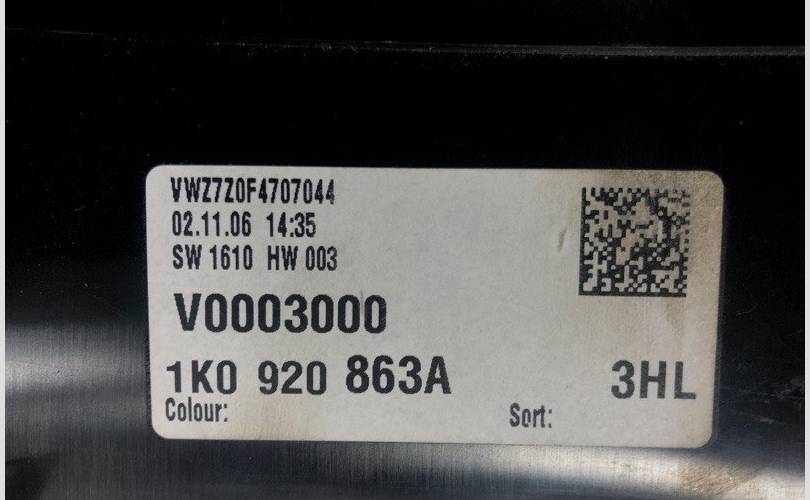 VWZ7Z0F4707044
02.11.06 14:35
SW 1610 HW 003
V0003000
1K0 920 863A 3HL
Colour: Sort: